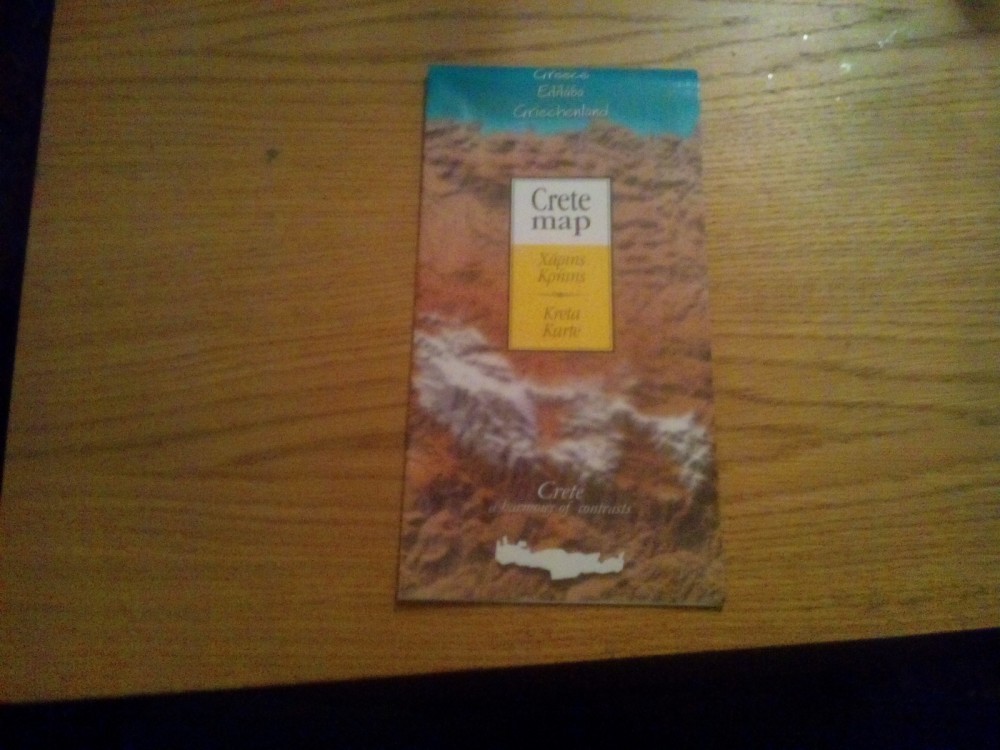 Greece
Ελλάδα
Griechenland
Crete
map
Χάρτης
Κρήτης
Kreta
Karte
Crete
a harmony of contrasts